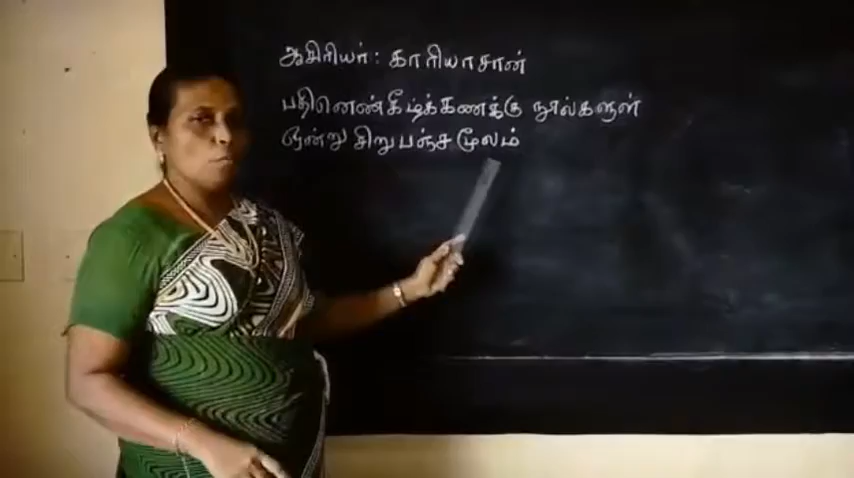 ஆசிரியர் : காரியாசான்
பதினெண்கீழ்க்கணக்கு நூல்களுள்
ஒன்று சிறுபஞ்சமூலம்